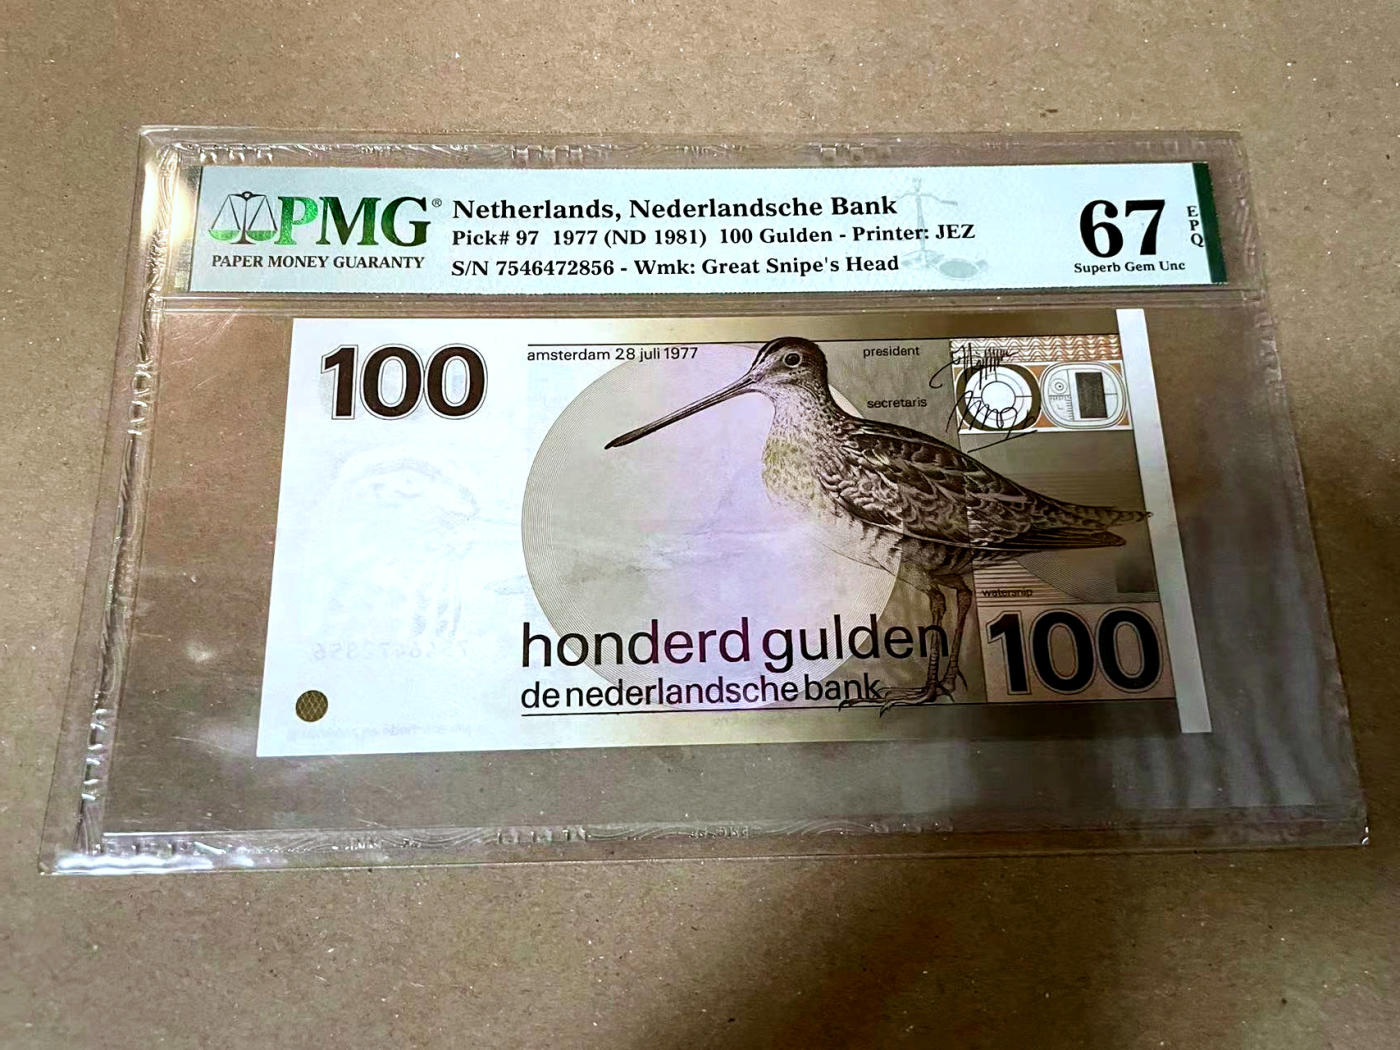 PMG®
PAPER MONEY GUARANTY
Netherlands, Nederlandsche Bank
Pick# 97 1977 (ND 1981) 100 Gulden - Printer: JEZ
S/N 7546472856 - Wmk: Great Snipe's Head
67 EPQ
Superb Gem Unc
100
amsterdam 28 juli 1977
president
secretaris
watersnip
honderd gulden
100
de nederlandsche bank